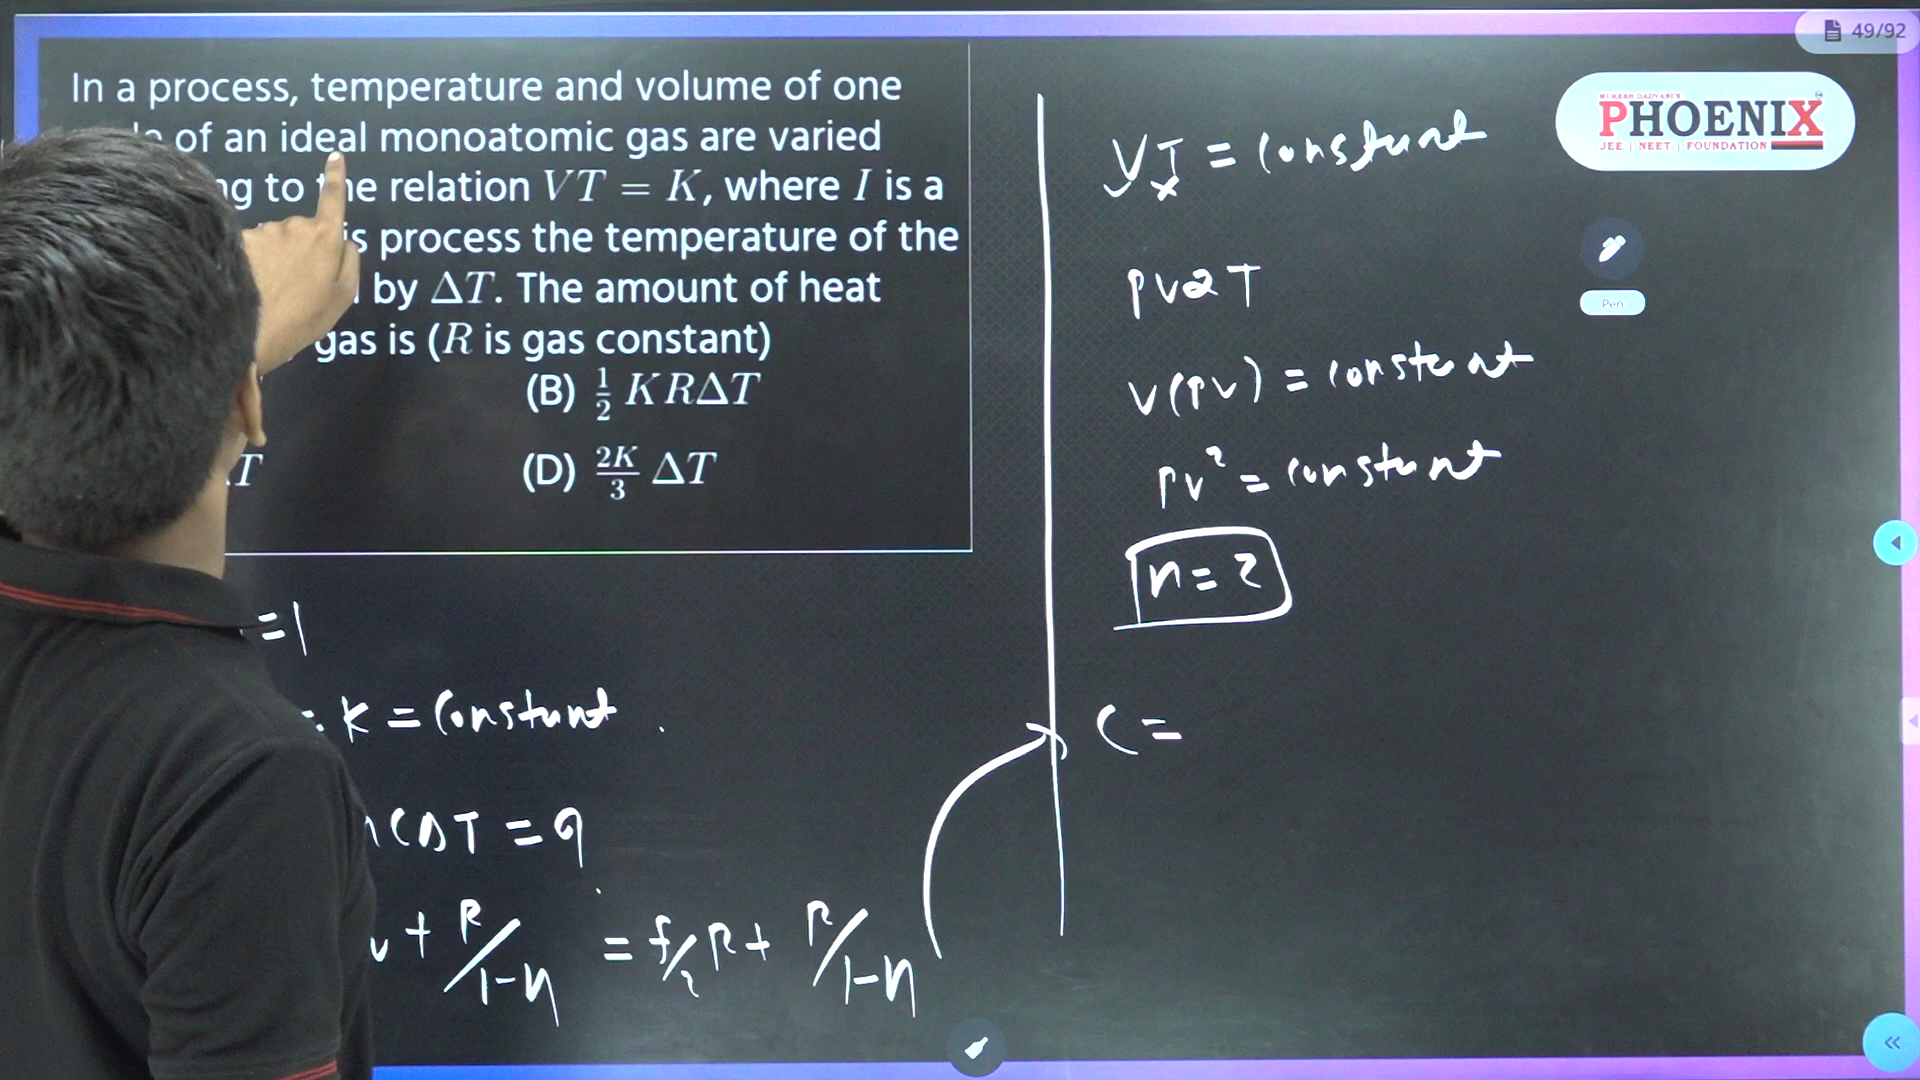 49/92
In a process, temperature and volume of one
of an ideal monoatomic gas are varied
to the relation VT = K, where I is a
process the temperature of the
by ΔT. The amount of heat
gas is (R is gas constant)
(B) 1/2 KRΔT
T (D) 2K/3 ΔT
=1
= K = Constant .
CΔT = q
+ R/1-n = f/2 R + R/1-n
VT = constant
PV α T
V(PV) = constant
PV² = constant
n = 2
C =
MUKESH GADVANI'S
PHOENIX
JEE | NEET | FOUNDATION
Pen